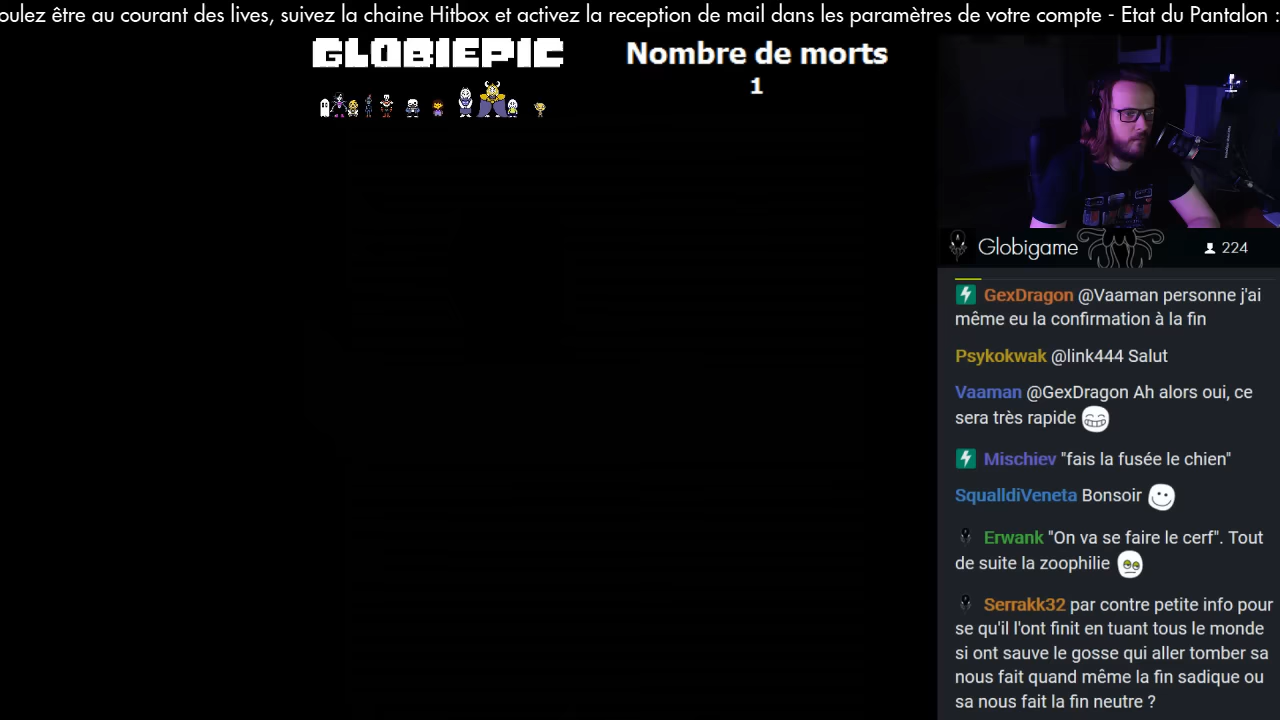 oulez être au courant des lives, suivez la chaine Hitbox et activez la reception de mail dans les paramètres de votre compte - Etat du Pantalon :
GLOBIEPIC
Nombre de morts
1
Globigame
224
GexDragon @Vaaman personne j'ai
même eu la confirmation à la fin
Psykokwak @link444 Salut
Vaaman @GexDragon Ah alors oui, ce
sera très rapide
Mischiev "fais la fusée le chien"
SqualldiVeneta Bonsoir
Erwank "On va se faire le cerf". Tout
de suite la zoophilie
Serrakk32 par contre petite info pour
se qu'il l'ont finit en tuant tous le monde
si ont sauve le gosse qui aller tomber sa
nous fait quand même la fin sadique ou
sa nous fait la fin neutre ?